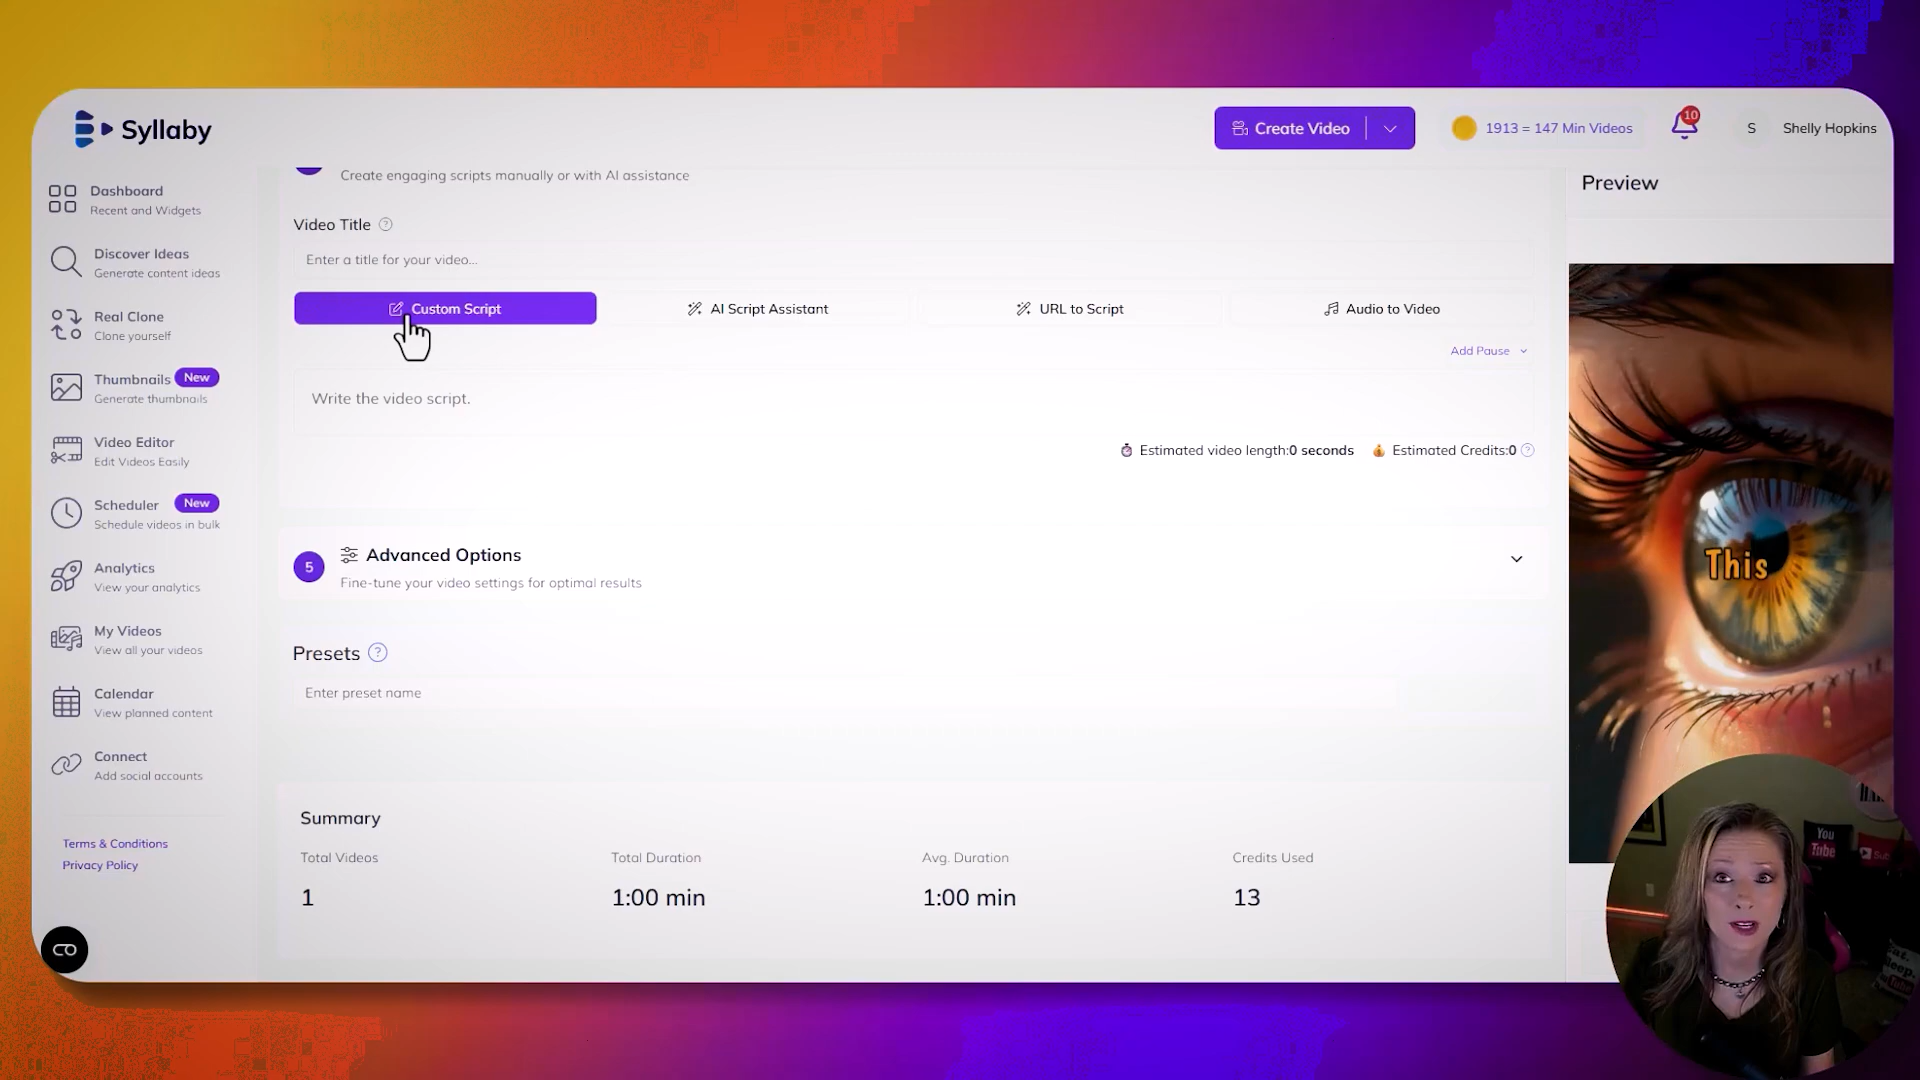 Syllaby
Create Video
1913 = 147 Min Videos
10
S
Shelly Hopkins
Dashboard
Recent and Widgets
Discover Ideas
Generate content ideas
Real Clone
Clone yourself
Thumbnails New
Generate thumbnails
Video Editor
Edit Videos Easily
Scheduler New
Schedule videos in bulk
Analytics
View your analytics
My Videos
View all your videos
Calendar
View planned content
Connect
Add social accounts
Terms & Conditions
Privacy Policy
Create engaging scripts manually or with AI assistance
Video Title ?
Enter a title for your video...
Custom Script
AI Script Assistant
URL to Script
Audio to Video
Add Pause
Write the video script.
Estimated video length:0 seconds
Estimated Credits:0 ?
5
Advanced Options
Fine-tune your video settings for optimal results
Presets ?
Enter preset name
Summary
Total Videos
1
Total Duration
1:00 min
Avg. Duration
1:00 min
Credits Used
13
Preview
This
You
Tube
Sub
Eat.
Sleep.